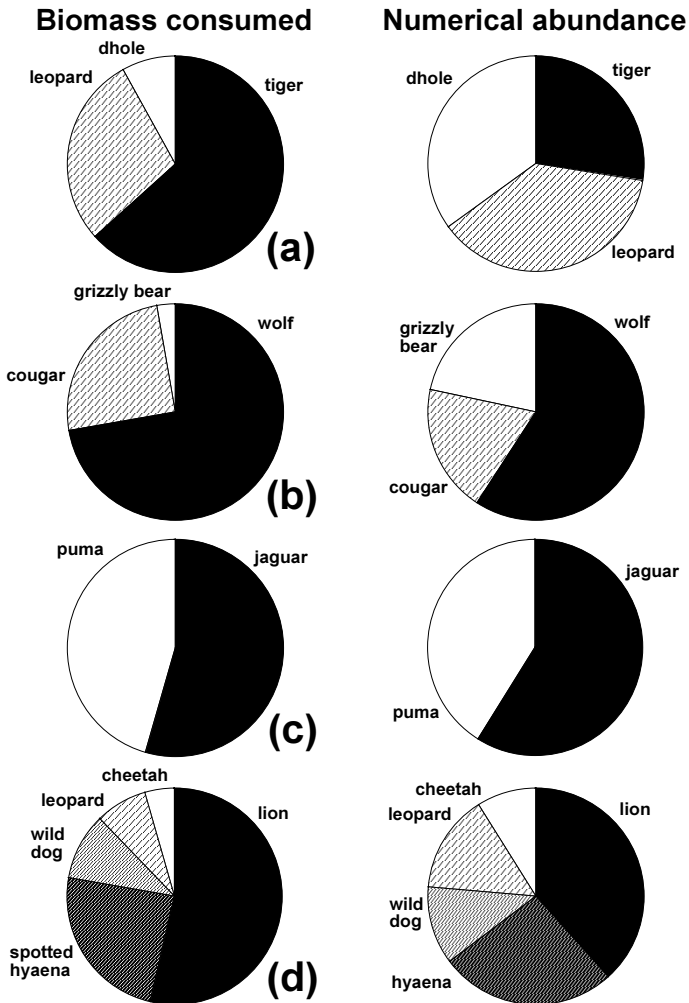 Biomass consumed
Numerical abundance
dhole
leopard
tiger
dhole
tiger
leopard
(a)
grizzly bear
wolf
cougar
grizzly
bear
wolf
cougar
(b)
puma
jaguar
jaguar
puma
(c)
cheetah
leopard
lion
wild
dog
spotted
hyaena
cheetah
leopard
lion
wild
dog
hyaena
(d)